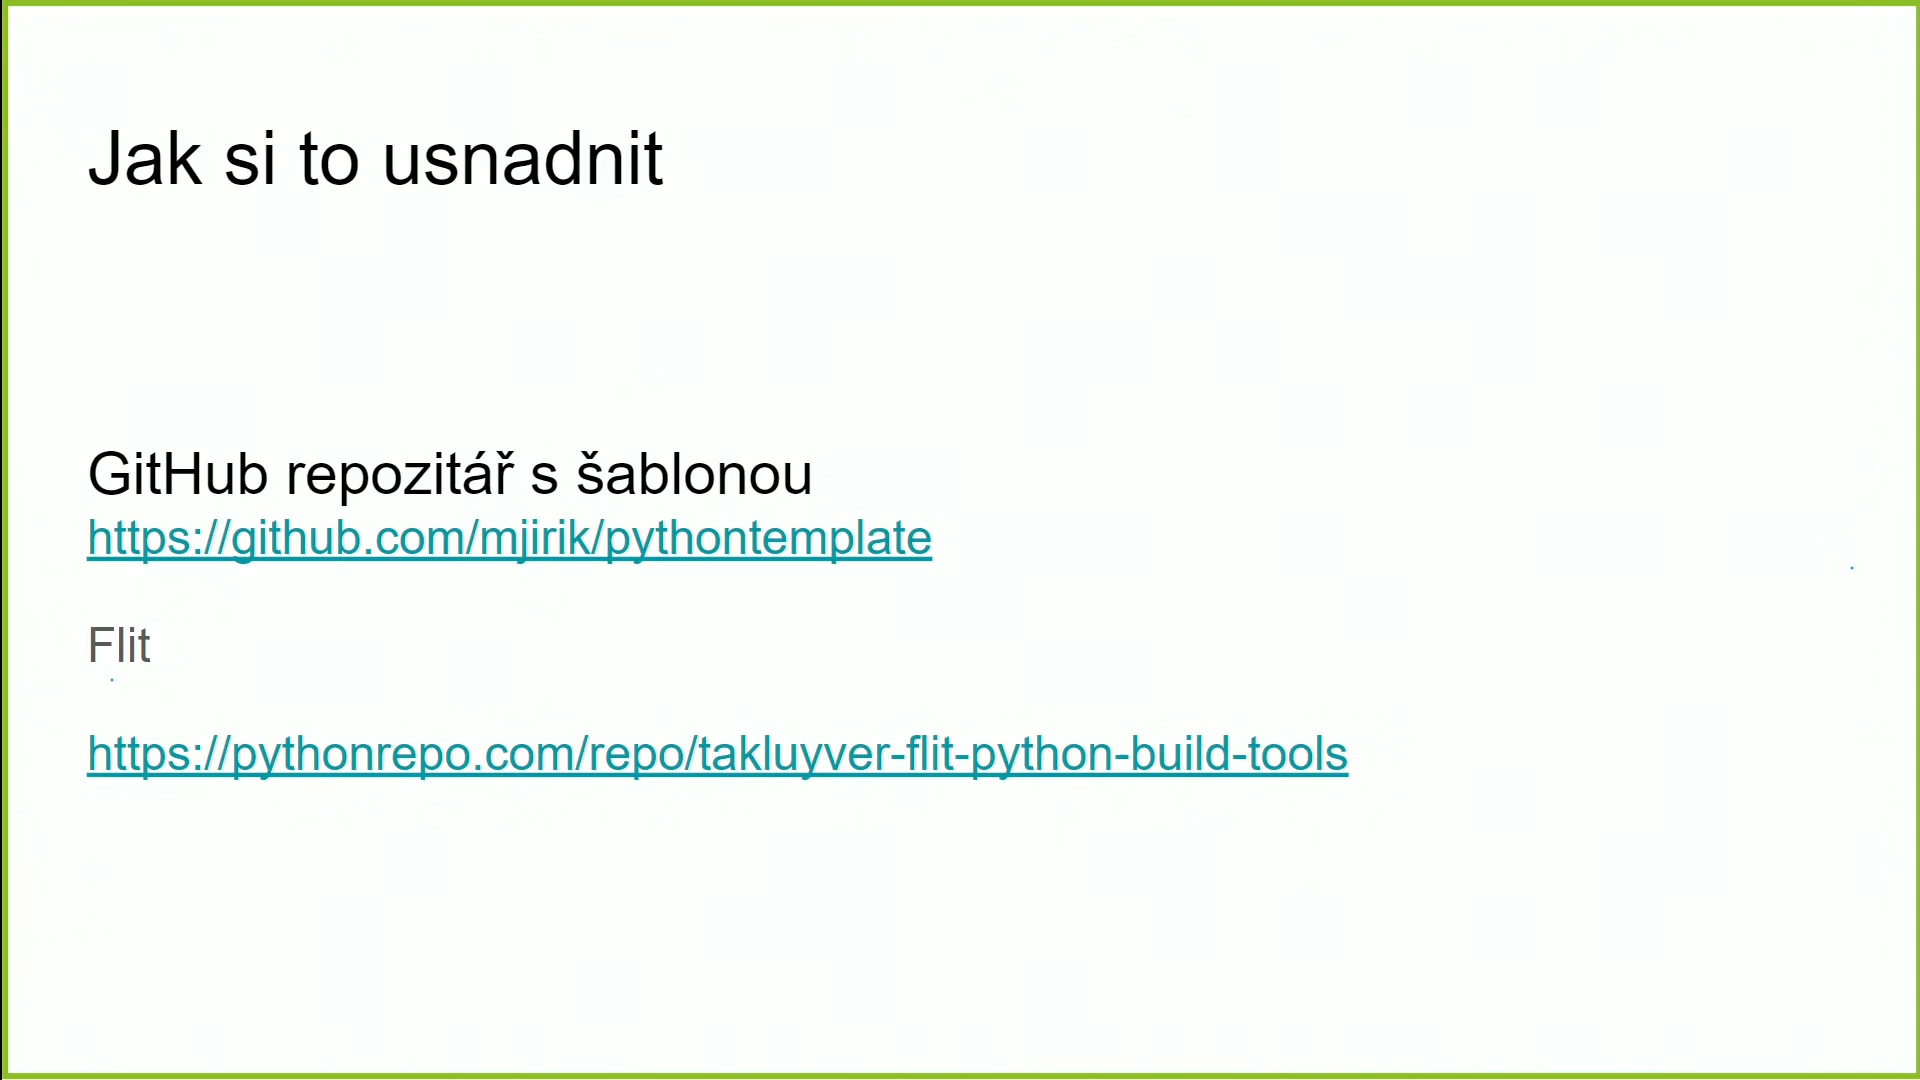 Jak si to usnadnit
GitHub repozitář s šablonou
https://github.com/mjirik/pythontemplate
Flit
https://pythonrepo.com/repo/takluyver-flit-python-build-tools